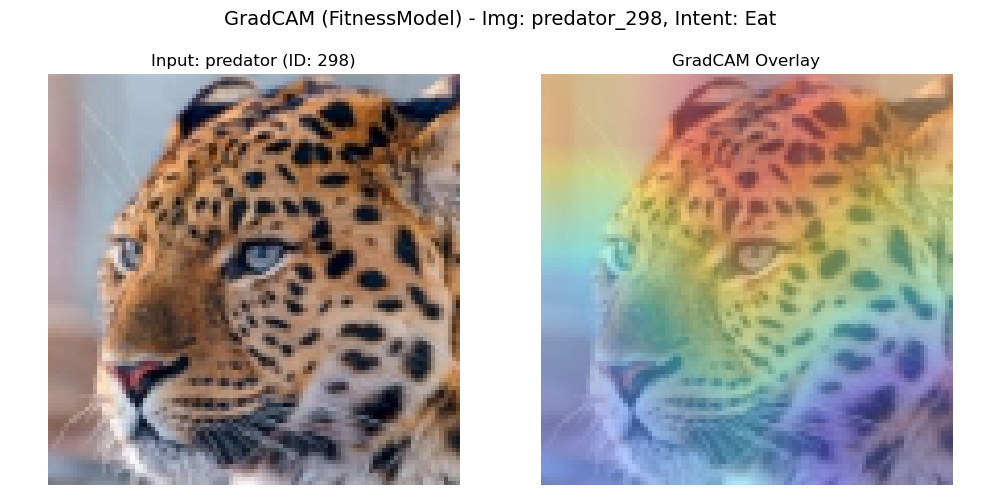 GradCAM (FitnessModel) - Img: predator_298, Intent: Eat
Input: predator (ID: 298)
GradCAM Overlay